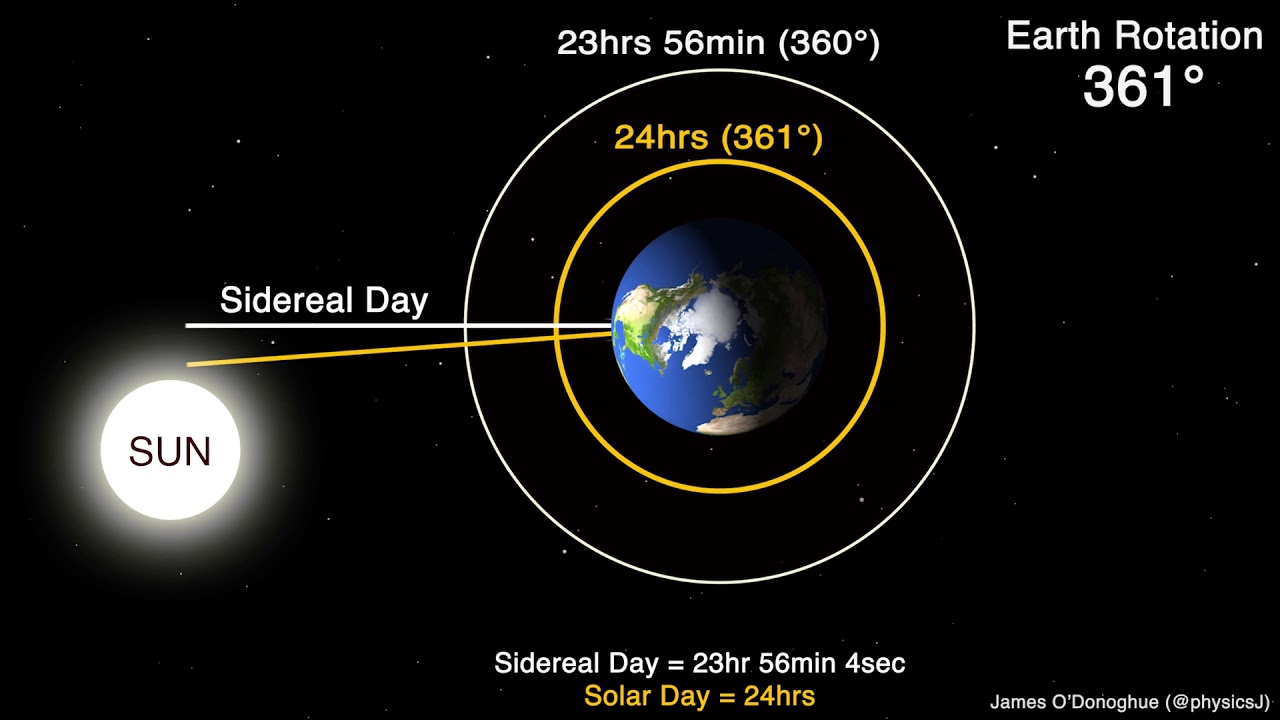 23hrs 56min (360°)
Earth Rotation
361°
24hrs (361°)
Sidereal Day
SUN
Sidereal Day = 23hr 56min 4sec
Solar Day = 24hrs
James O'Donoghue (@physicsJ)